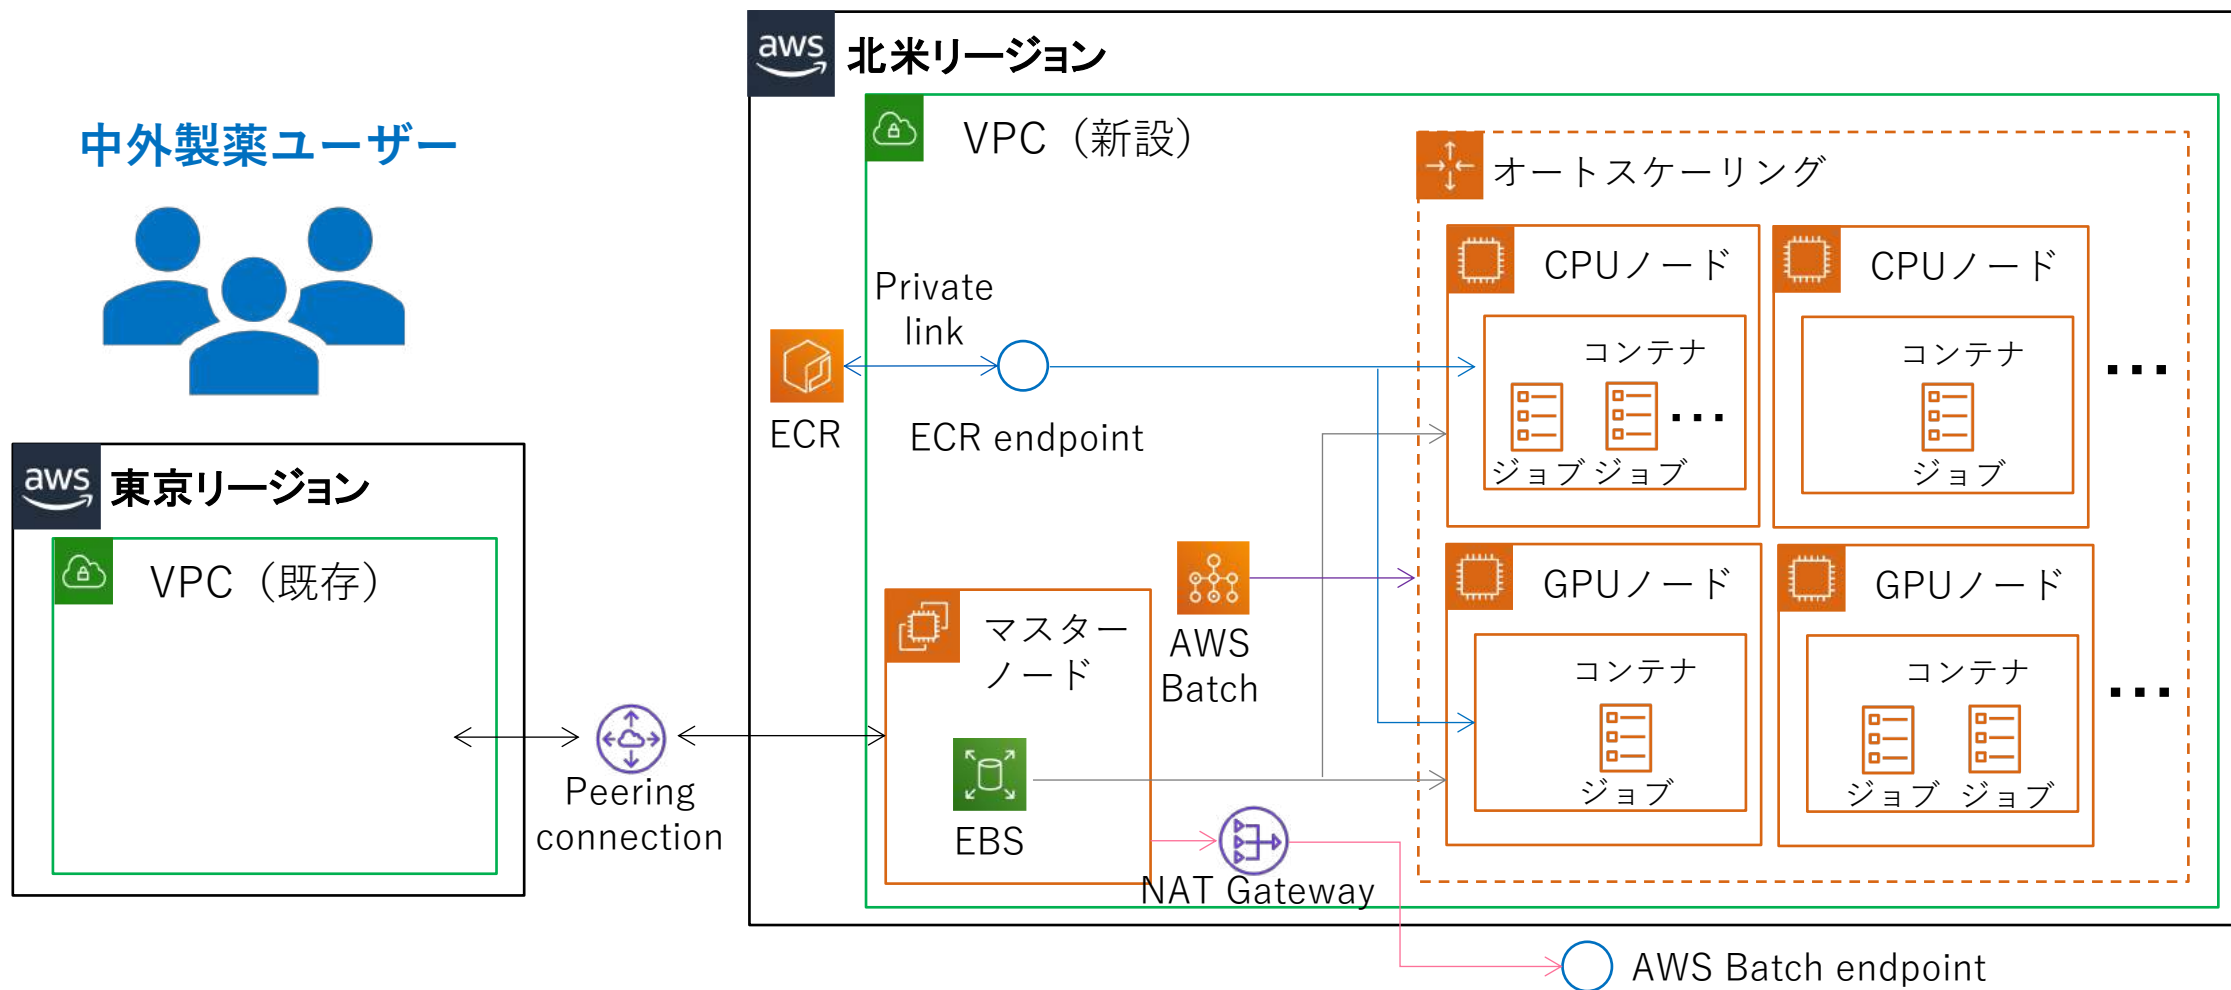 aws
北米リージョン
中外製薬ユーザー
VPC（新設）
オートスケーリング
CPUノード
CPUノード
Private
link
コンテナ
コンテナ
ECR
ECR endpoint
ジョブ
ジョブ
ジョブ
aws
東京リージョン
VPC（既存）
GPUノード
GPUノード
マスター
ノード
AWS
Batch
コンテナ
コンテナ
Peering
connection
EBS
ジョブ
ジョブ
ジョブ
NAT Gateway
AWS Batch endpoint